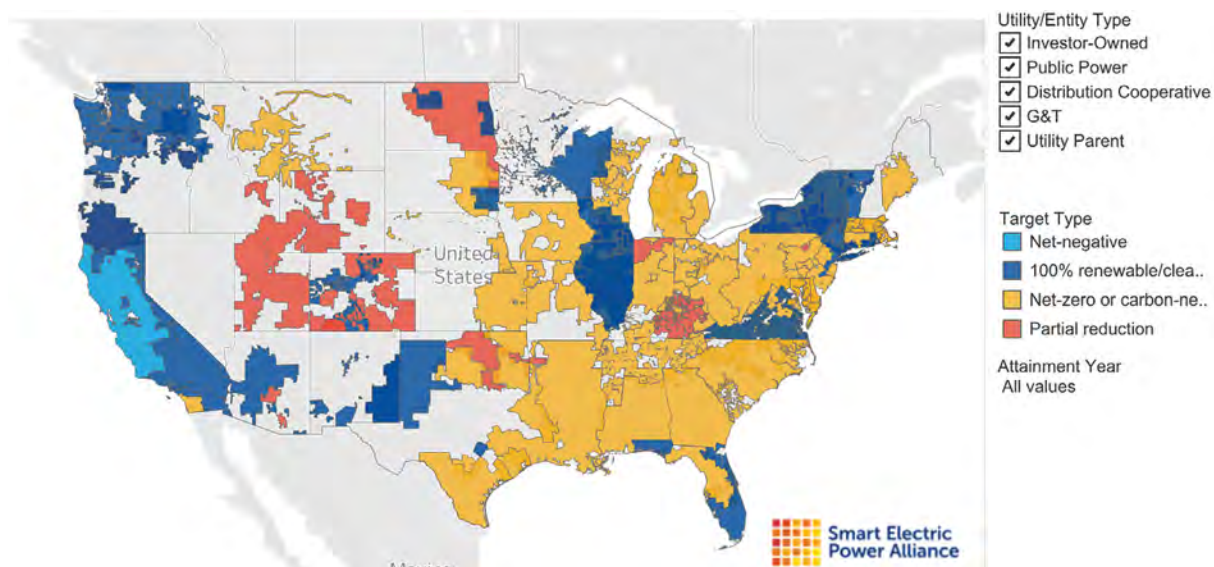 Utility/Entity Type
Investor-Owned
Public Power
Distribution Cooperative
G&T
Utility Parent
Target Type
Net-negative
100% renewable/clea..
Net-zero or carbon-ne..
Partial reduction
Attainment Year
All values
United
States
Smart Electric
Power Alliance